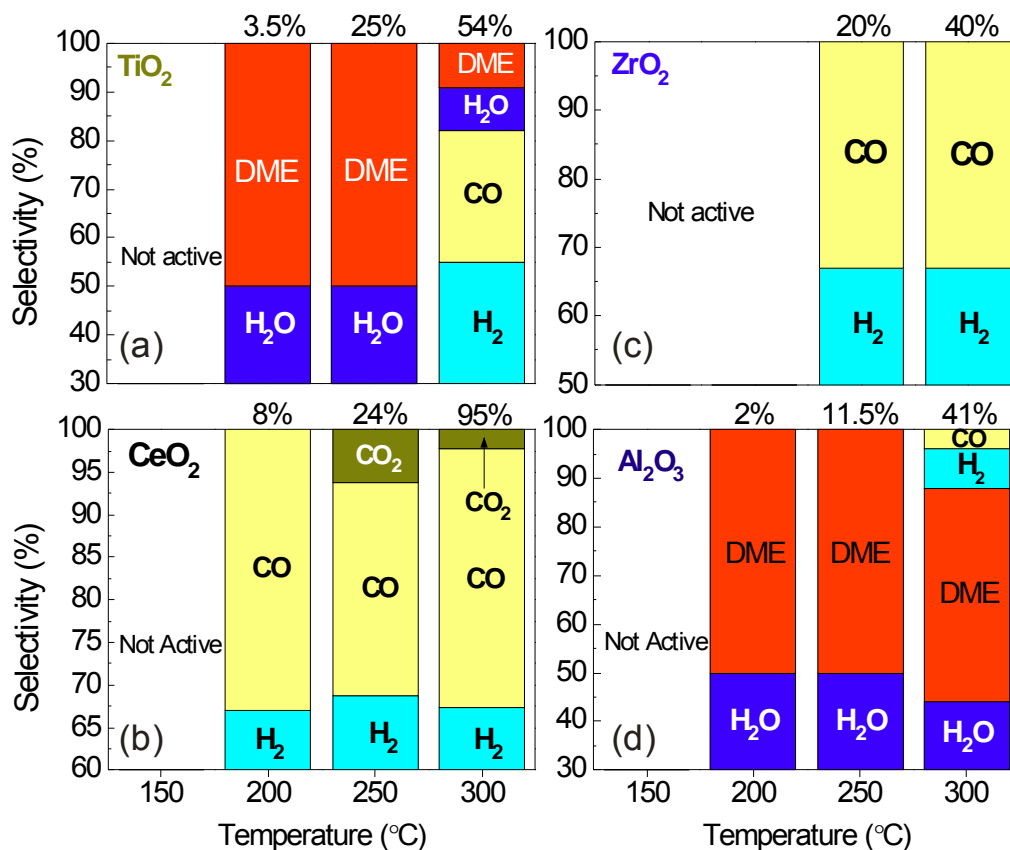 3.5% 25% 54%
100
90
80
70
60
50
40
30
Selectivity (%)
TiO₂
Not active
DME
H₂O
DME
H₂O
DME
H₂O
CO
H₂
(a)
20% 40%
100
90
80
70
60
50
ZrO₂
Not active
CO
H₂
CO
H₂
(c)
8% 24% 95%
100
95
90
85
80
75
70
65
60
Selectivity (%)
CeO₂
Not Active
CO
H₂
CO₂
CO
H₂
CO₂
CO
H₂
(b)
150 200 250 300
Temperature (°C)
2% 11.5% 41%
100
90
80
70
60
50
40
30
Al₂O₃
Not Active
DME
H₂O
DME
H₂O
CO
H₂
DME
H₂O
(d)
150 200 250 300
Temperature (°C)